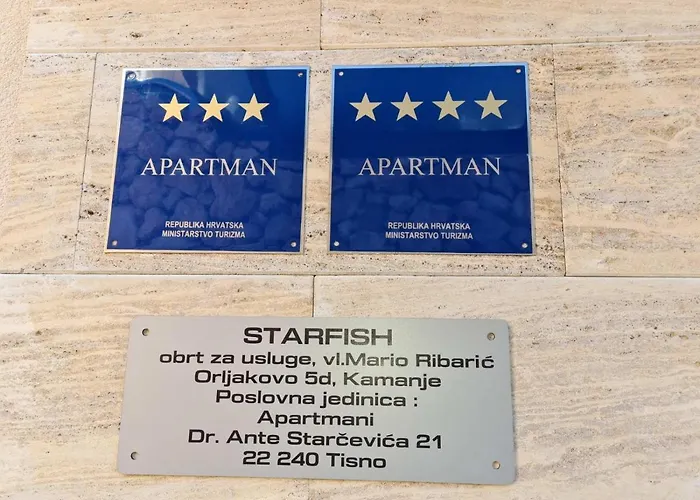 APARTMAN
REPUBLIKA HRVATSKA
MINISTARSTVO TURIZMA
APARTMAN
REPUBLIKA HRVATSKA
MINISTARSTVO TURIZMA
STARFISH
obrt za usluge, vl.Mario Ribarić
Orljakovo 5d, Kamanje
Poslovna jedinica :
Apartmani
Dr. Ante Starčevića 21
22 240 Tisno